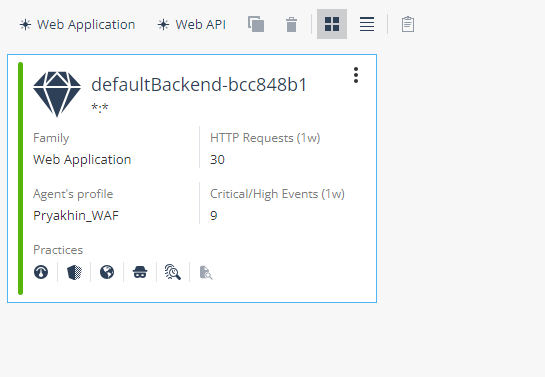 Web Application
Web API
defaultBackend-bcc848b1
*:*
Family
HTTP Requests (1w)
Web Application
30
Agent's profile
Critical/High Events (1w)
Pryakhin_WAF
9
Practices